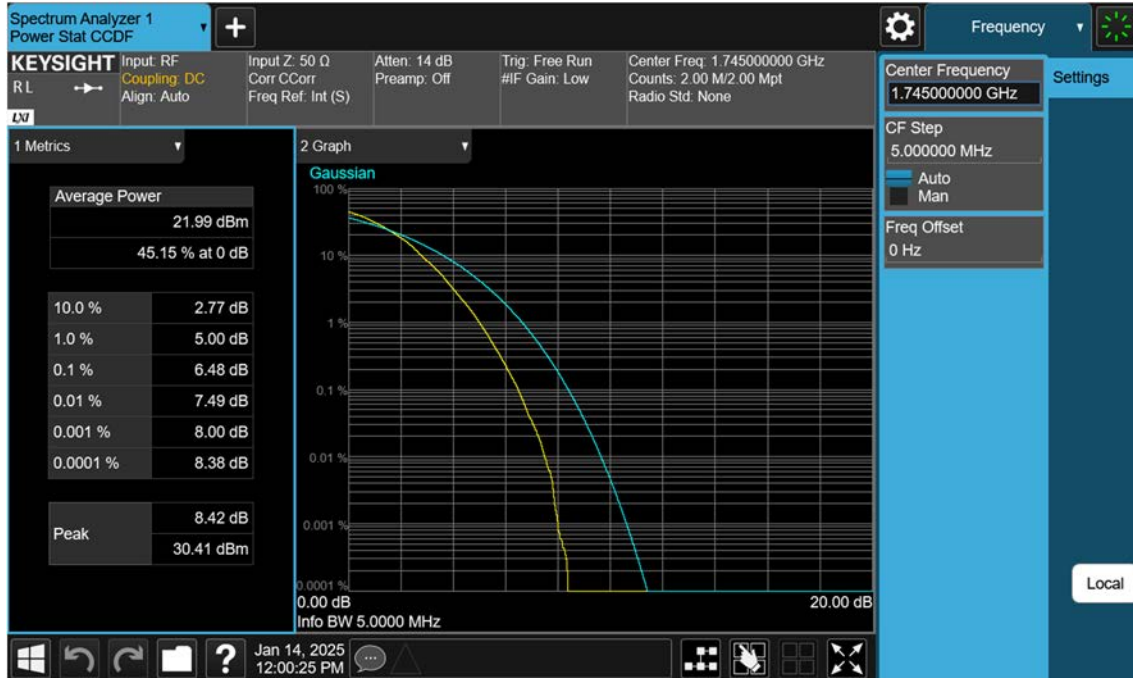 Spectrum Analyzer 1
Power Stat CCDF
+
Frequency
KEYSIGHT
RL
LXI
Input: RF
Coupling: DC
Align: Auto
Input Z: 50 Ω
Corr CCorr
Freq Ref: Int (S)
Atten: 14 dB
Preamp: Off
Trig: Free Run
#IF Gain: Low
Center Freq: 1.745000000 GHz
Counts: 2.00 M/2.00 Mpt
Radio Std: None
Center Frequency
1.745000000 GHz
Settings
CF Step
5.000000 MHz
Auto
Man
Freq Offset
0 Hz
1 Metrics
Average Power
21.99 dBm
45.15 % at 0 dB
10.0 % 2.77 dB
1.0 % 5.00 dB
0.1 % 6.48 dB
0.01 % 7.49 dB
0.001 % 8.00 dB
0.0001 % 8.38 dB
Peak
8.42 dB
30.41 dBm
2 Graph
Gaussian
100 %
10 %
1 %
0.1 %
0.01 %
0.001 %
0.0001 %
0.00 dB 20.00 dB
Info BW 5.0000 MHz
Local
?
Jan 14, 2025
12:00:25 PM